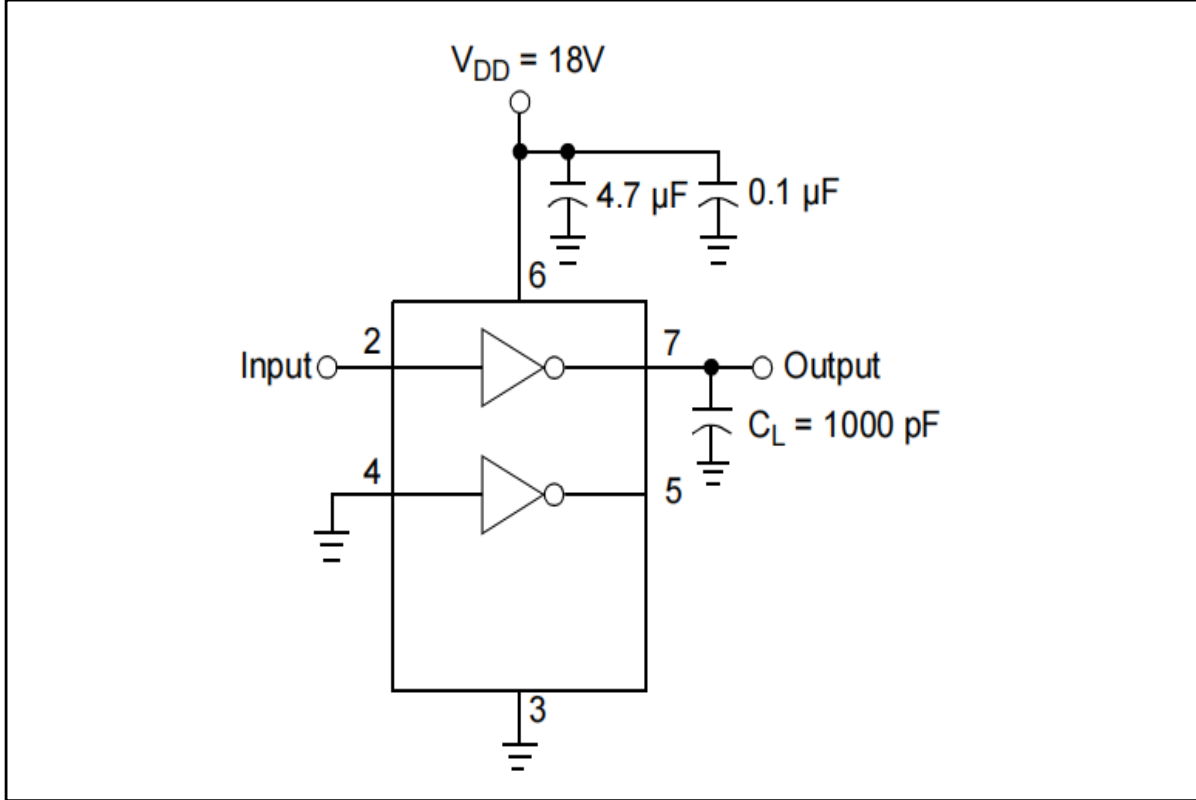 VDD = 18V
4.7 µF
0.1 µF
6
Input
2
7
Output
CL = 1000 pF
4
5
3